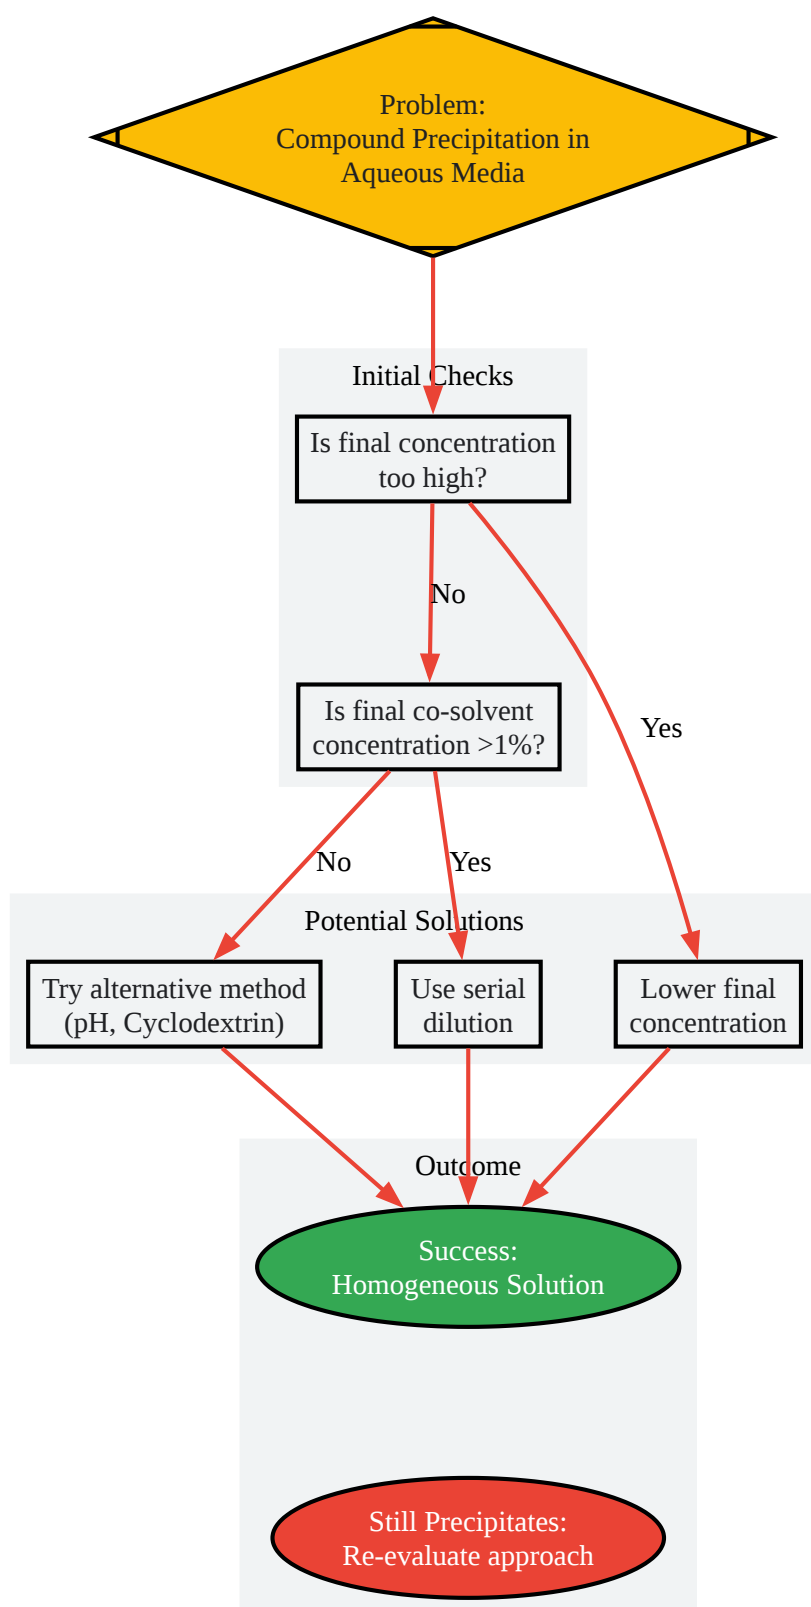 Problem:
Compound Precipitation in
Aqueous Media
Initial Checks
Is final concentration
too high?
No
Yes
Is final co-solvent
concentration >1%?
No
Yes
Potential Solutions
Try alternative method
(pH, Cyclodextrin)
Use serial
dilution
Lower final
concentration
Outcome
Success:
Homogeneous Solution
Still Precipitates:
Re-evaluate approach